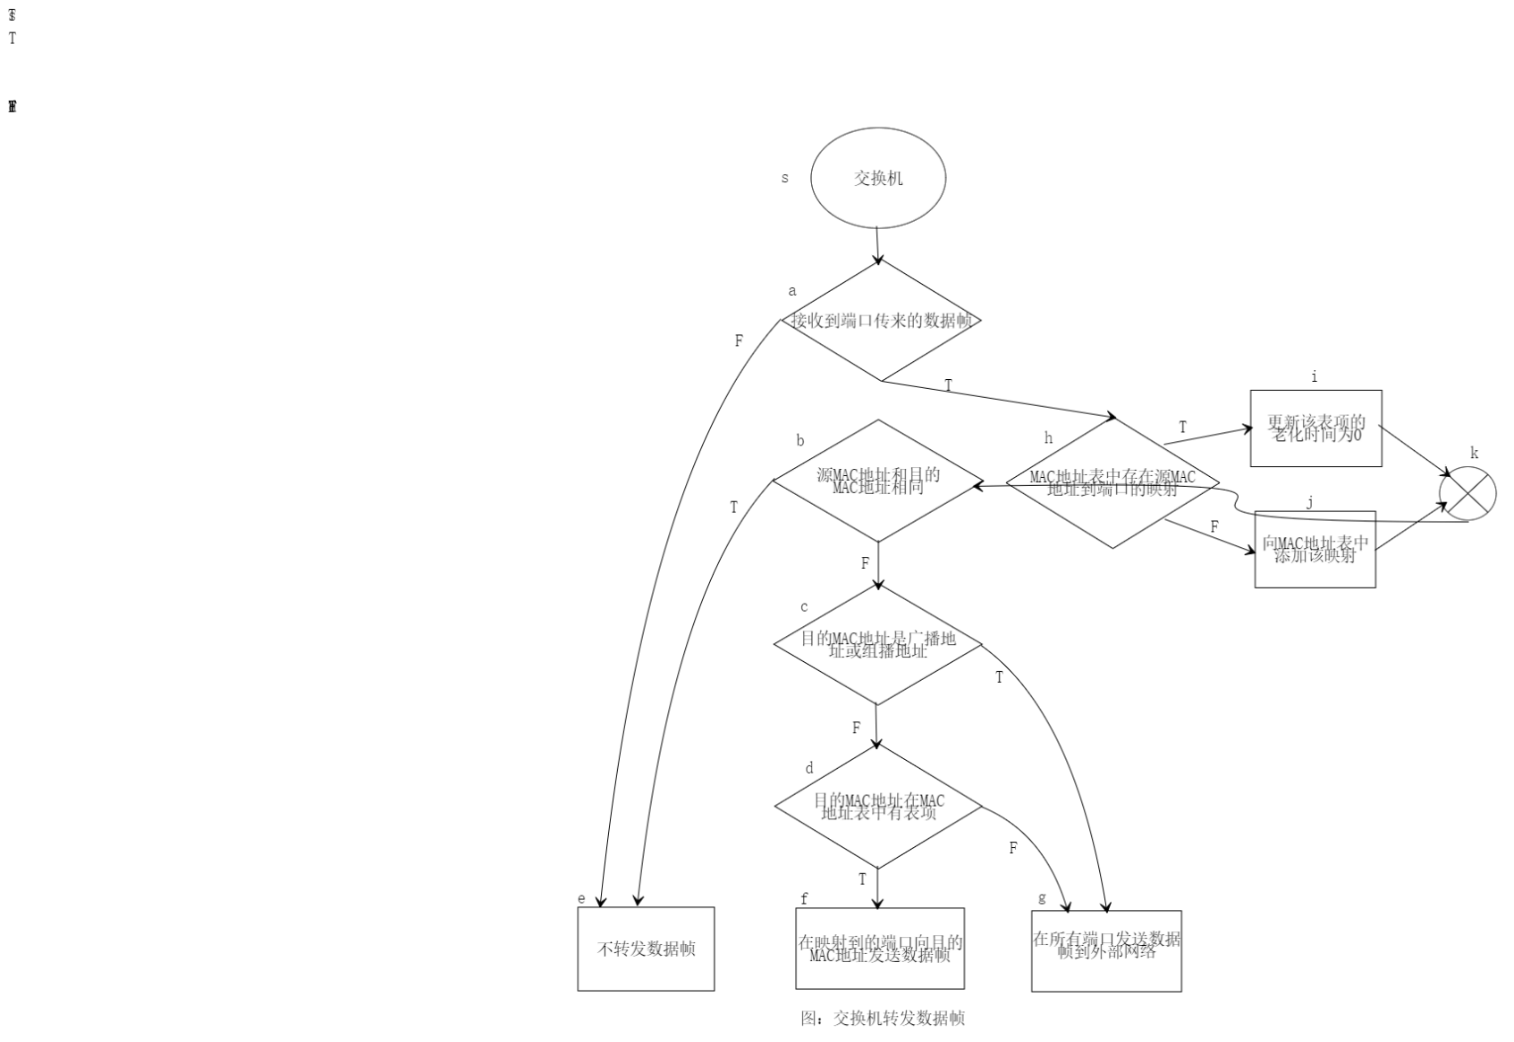 T
s
交换机
a
接收到端口传来的数据帧
F
T
i
更新该表项的
老化时间为0
T
h
b
k
源MAC地址和目的
MAC地址相同
MAC地址表中存在源MAC
地址到端口的映射
T
j
F
向MAC地址表中
添加该映射
F
c
目的MAC地址是广播地
址或组播地址
T
F
d
目的MAC地址在MAC
地址表中有表项
F
T
e
f
g
不转发数据帧
在映射到的端口向目的
MAC地址发送数据帧
在所有端口发送数据
帧到外部网络
图：交换机转发数据帧